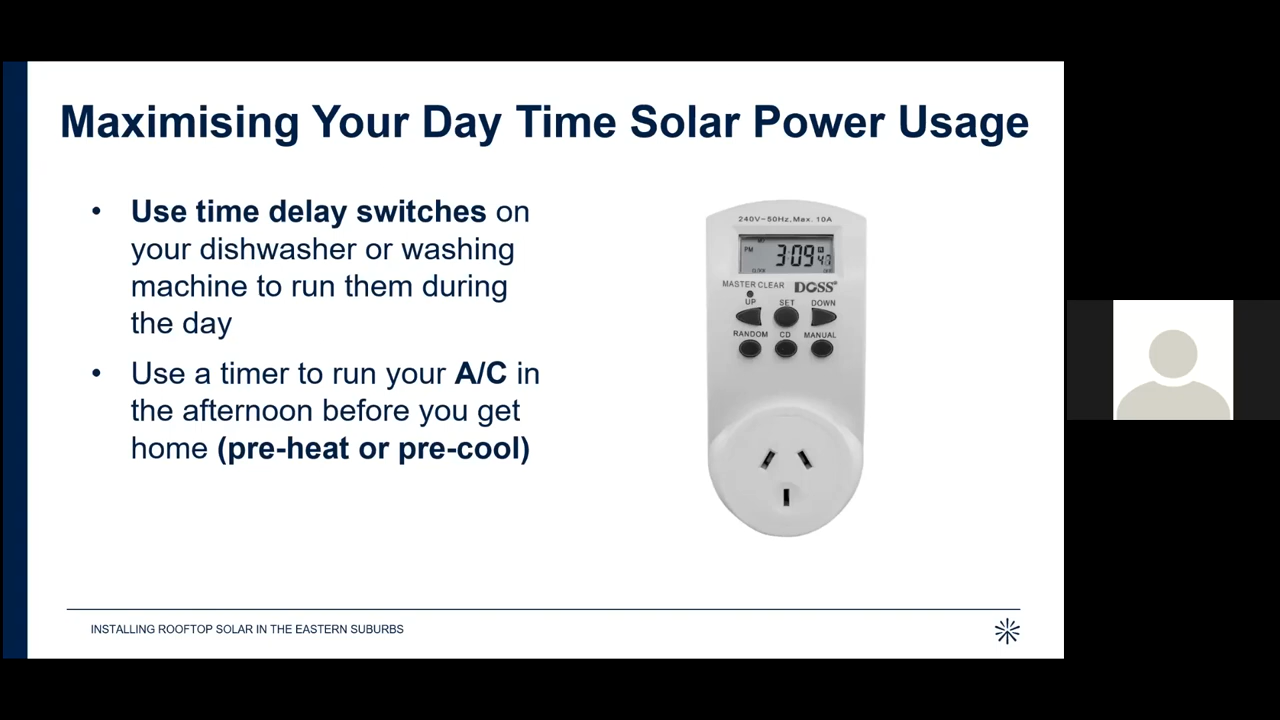 Maximising Your Day Time Solar Power Usage
• Use time delay switches on
your dishwasher or washing
machine to run them during
the day
• Use a timer to run your A/C in
the afternoon before you get
home (pre-heat or pre-cool)
240V~50Hz, Max. 10A
PM 3:09
MASTER CLEAR DOSS
UP SET DOWN
RANDOM CD MANUAL
INSTALLING ROOFTOP SOLAR IN THE EASTERN SUBURBS